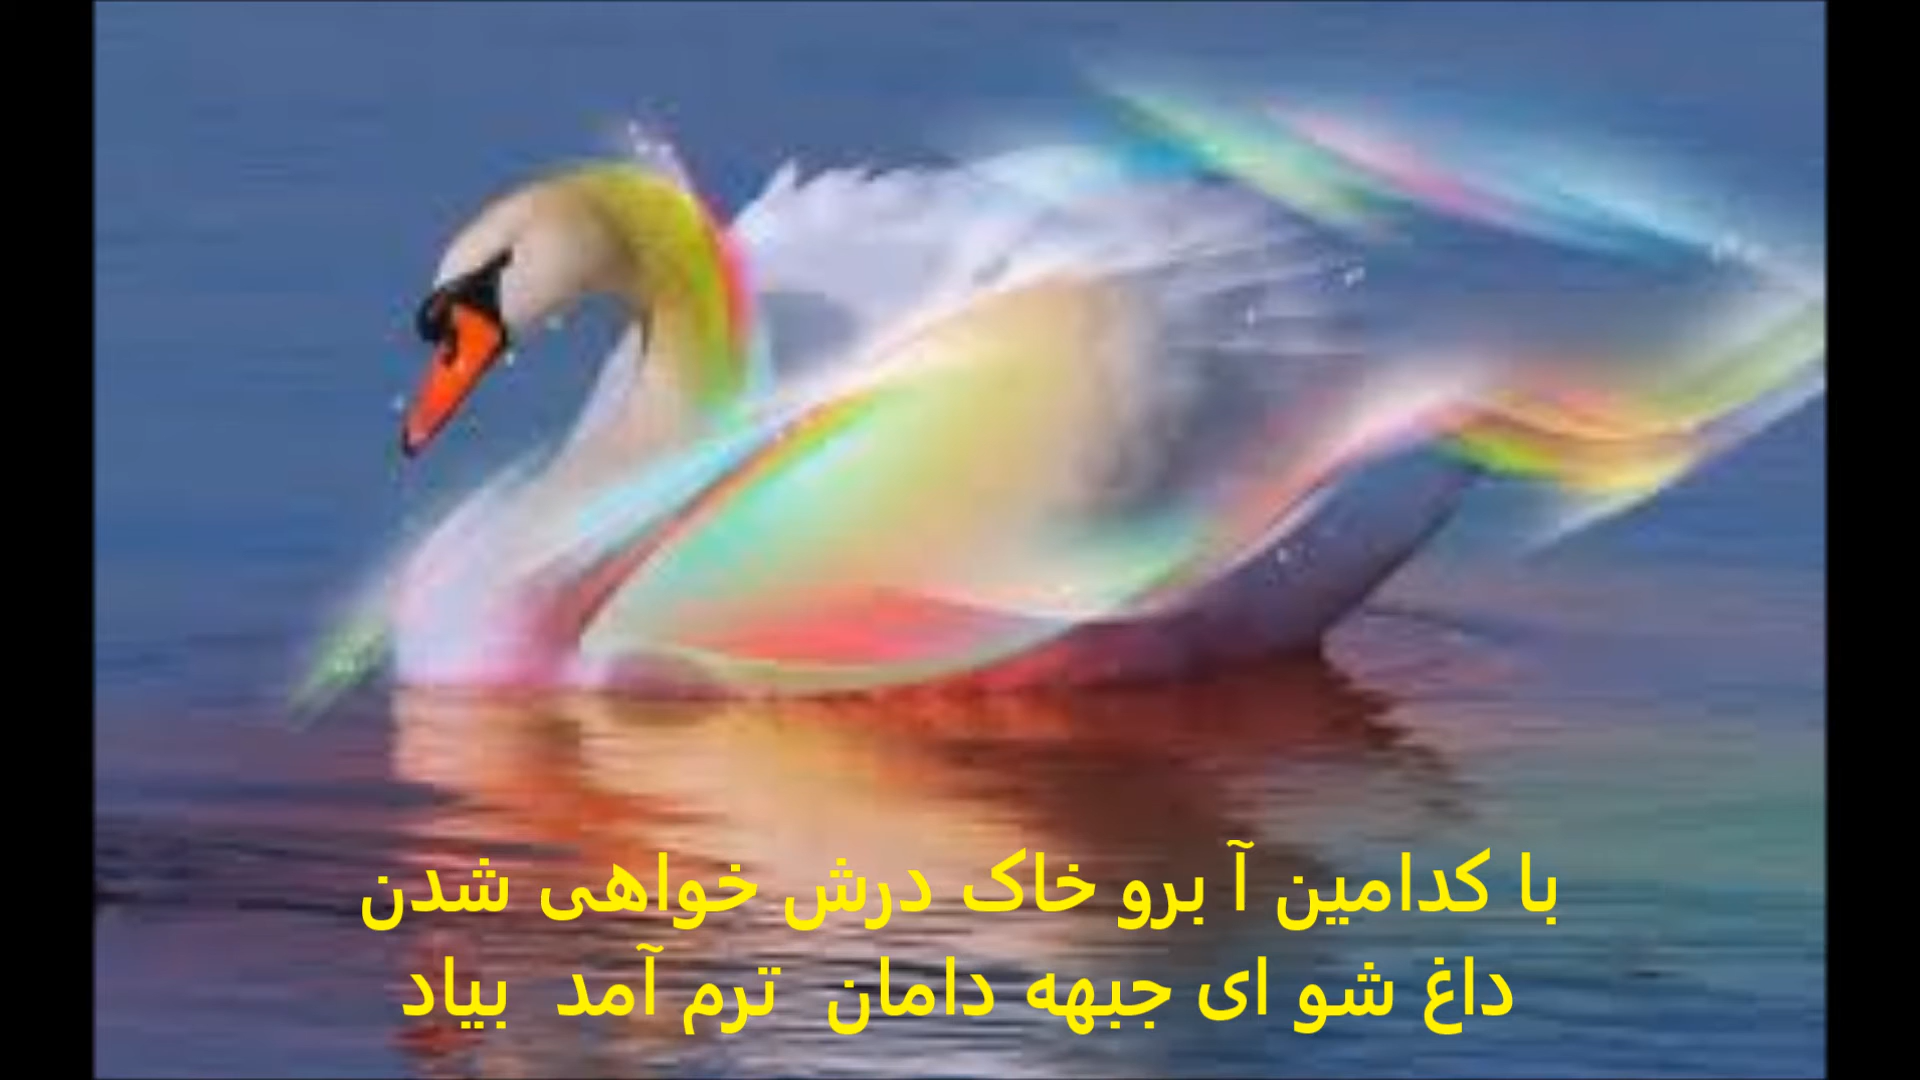 با کدامین آ برو خاک درش خواهی شدن
داغ شو ای جبهه دامان ترم آمد بیاد